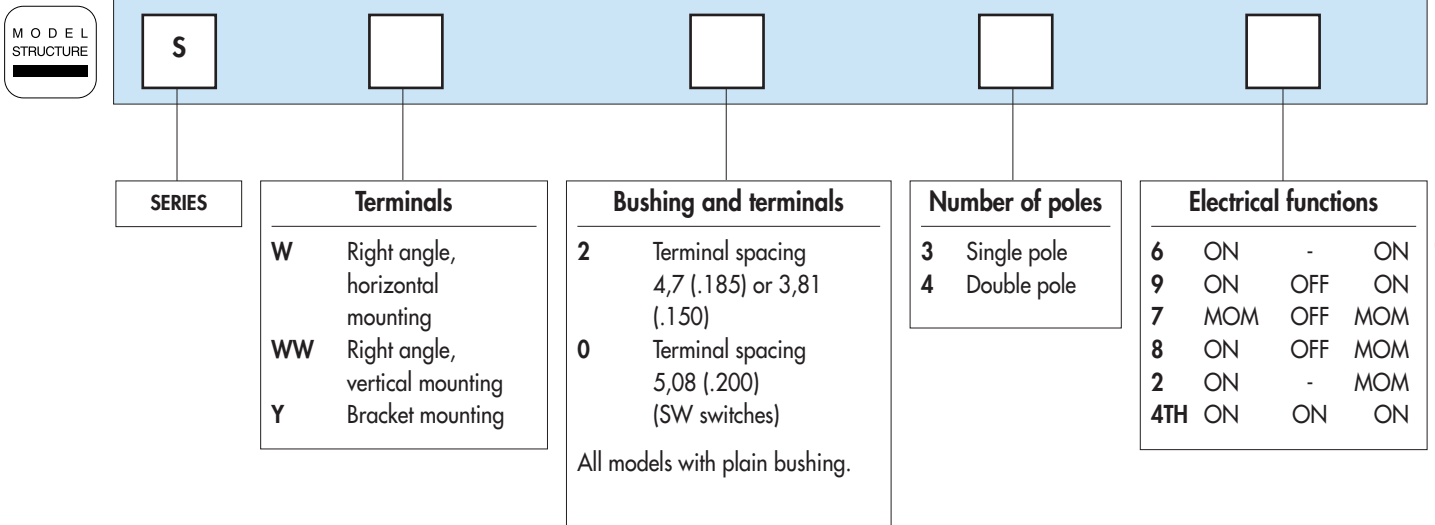 MODEL
STRUCTURE
S
SERIES
Terminals
W Right angle,
horizontal
mounting
WW Right angle,
vertical mounting
Y Bracket mounting
Bushing and terminals
2 Terminal spacing
4,7 (.185) or 3,81
(.150)
0 Terminal spacing
5,08 (.200)
(SW switches)
All models with plain bushing.
Number of poles
3 Single pole
4 Double pole
Electrical functions
6 ON - ON
9 ON OFF ON
7 MOM OFF MOM
8 ON OFF MOM
2 ON - MOM
4TH ON ON ON